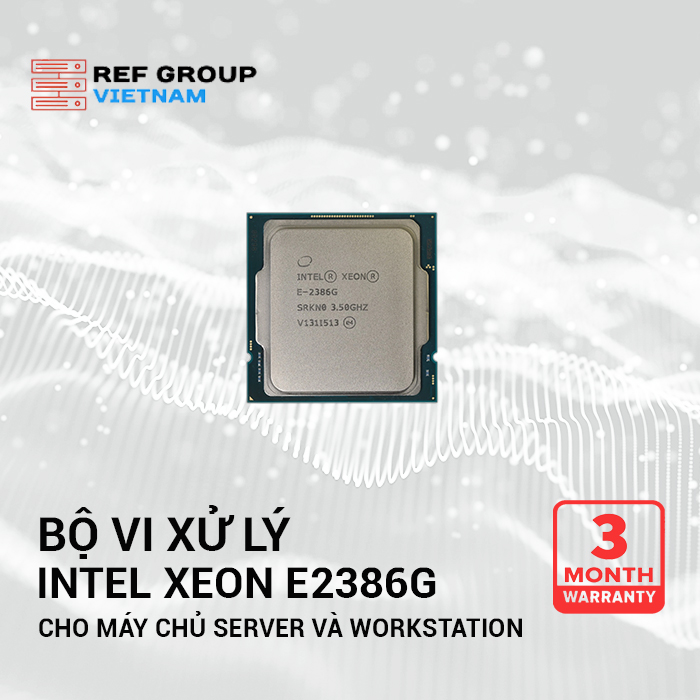 REF GROUP
VIETNAM
INTEL® XEON®
E-2386G
SRKN0 3.50GHZ
V131I513 e4
BỘ VI XỬ LÝ
INTEL XEON E2386G
CHO MÁY CHỦ SERVER VÀ WORKSTATION
3
MONTH
WARRANTY